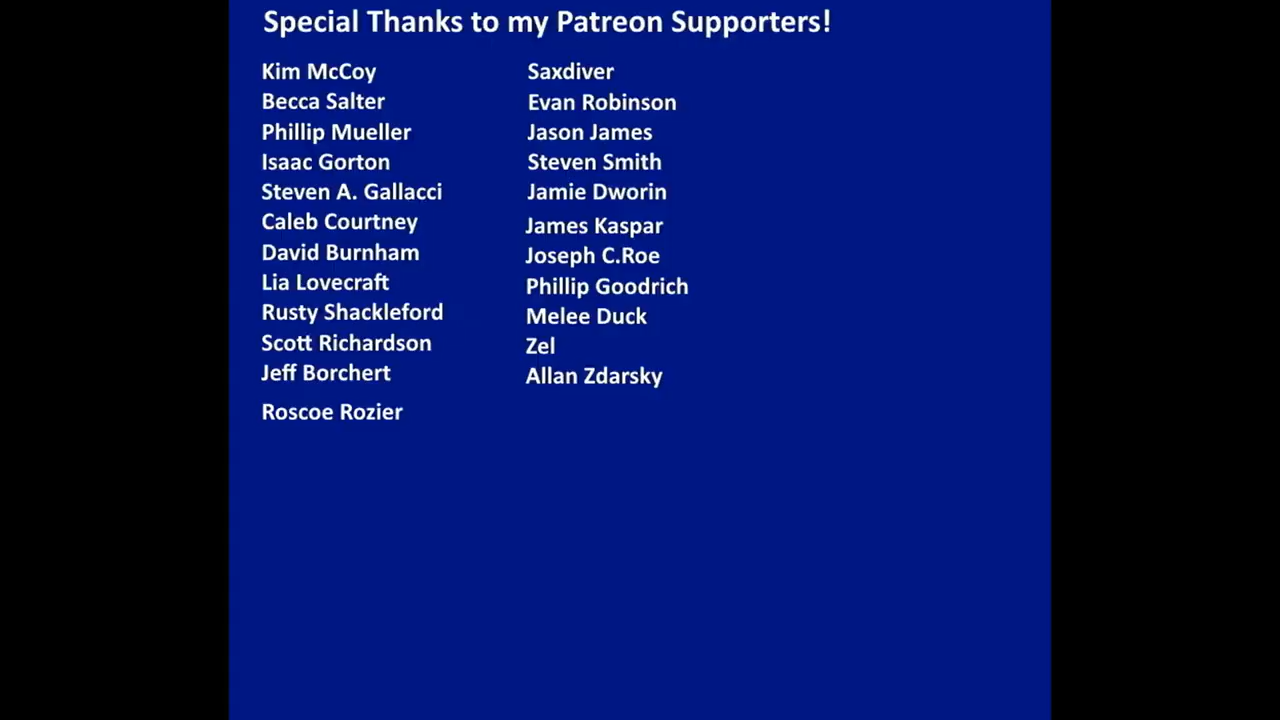 Special Thanks to my Patreon Supporters!
Kim McCoy
Becca Salter
Phillip Mueller
Isaac Gorton
Steven A. Gallacci
Caleb Courtney
David Burnham
Lia Lovecraft
Rusty Shackleford
Scott Richardson
Jeff Borchert
Roscoe Rozier
Saxdiver
Evan Robinson
Jason James
Steven Smith
Jamie Dworin
James Kaspar
Joseph C.Roe
Phillip Goodrich
Melee Duck
Zel
Allan Zdarsky